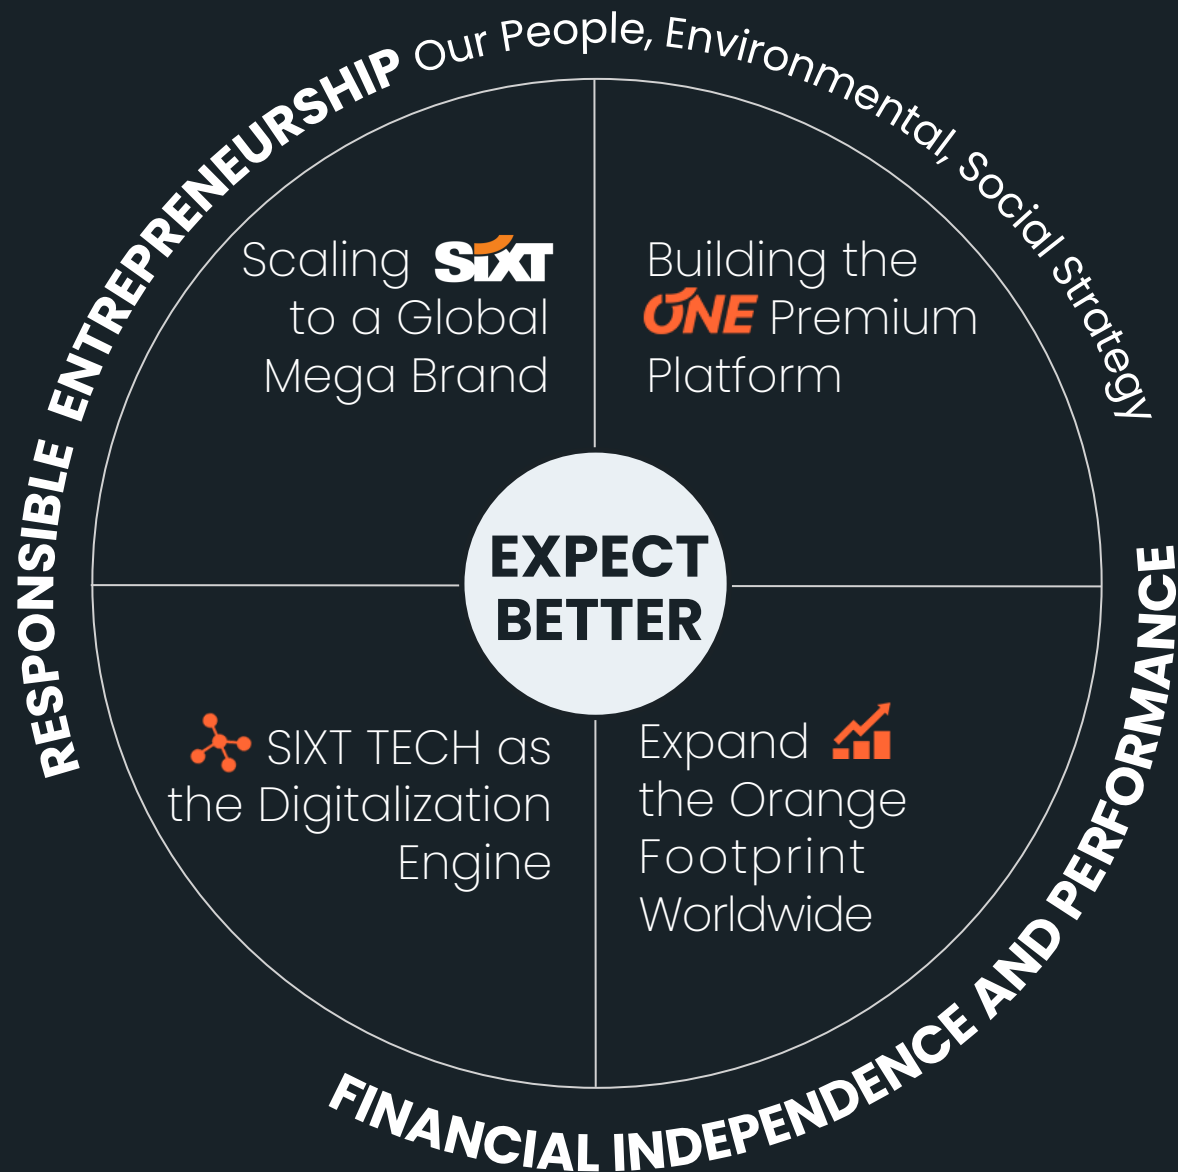 RESPONSIBLE ENTREPRENEURSHIP Our People, Environmental, Social Strategy
Scaling SIXT
to a Global
Mega Brand
Building the
ONE Premium
Platform
EXPECT
BETTER
SIXT TECH as
the Digitalization
Engine
Expand
the Orange
Footprint
Worldwide
FINANCIAL INDEPENDENCE AND PERFORMANCE